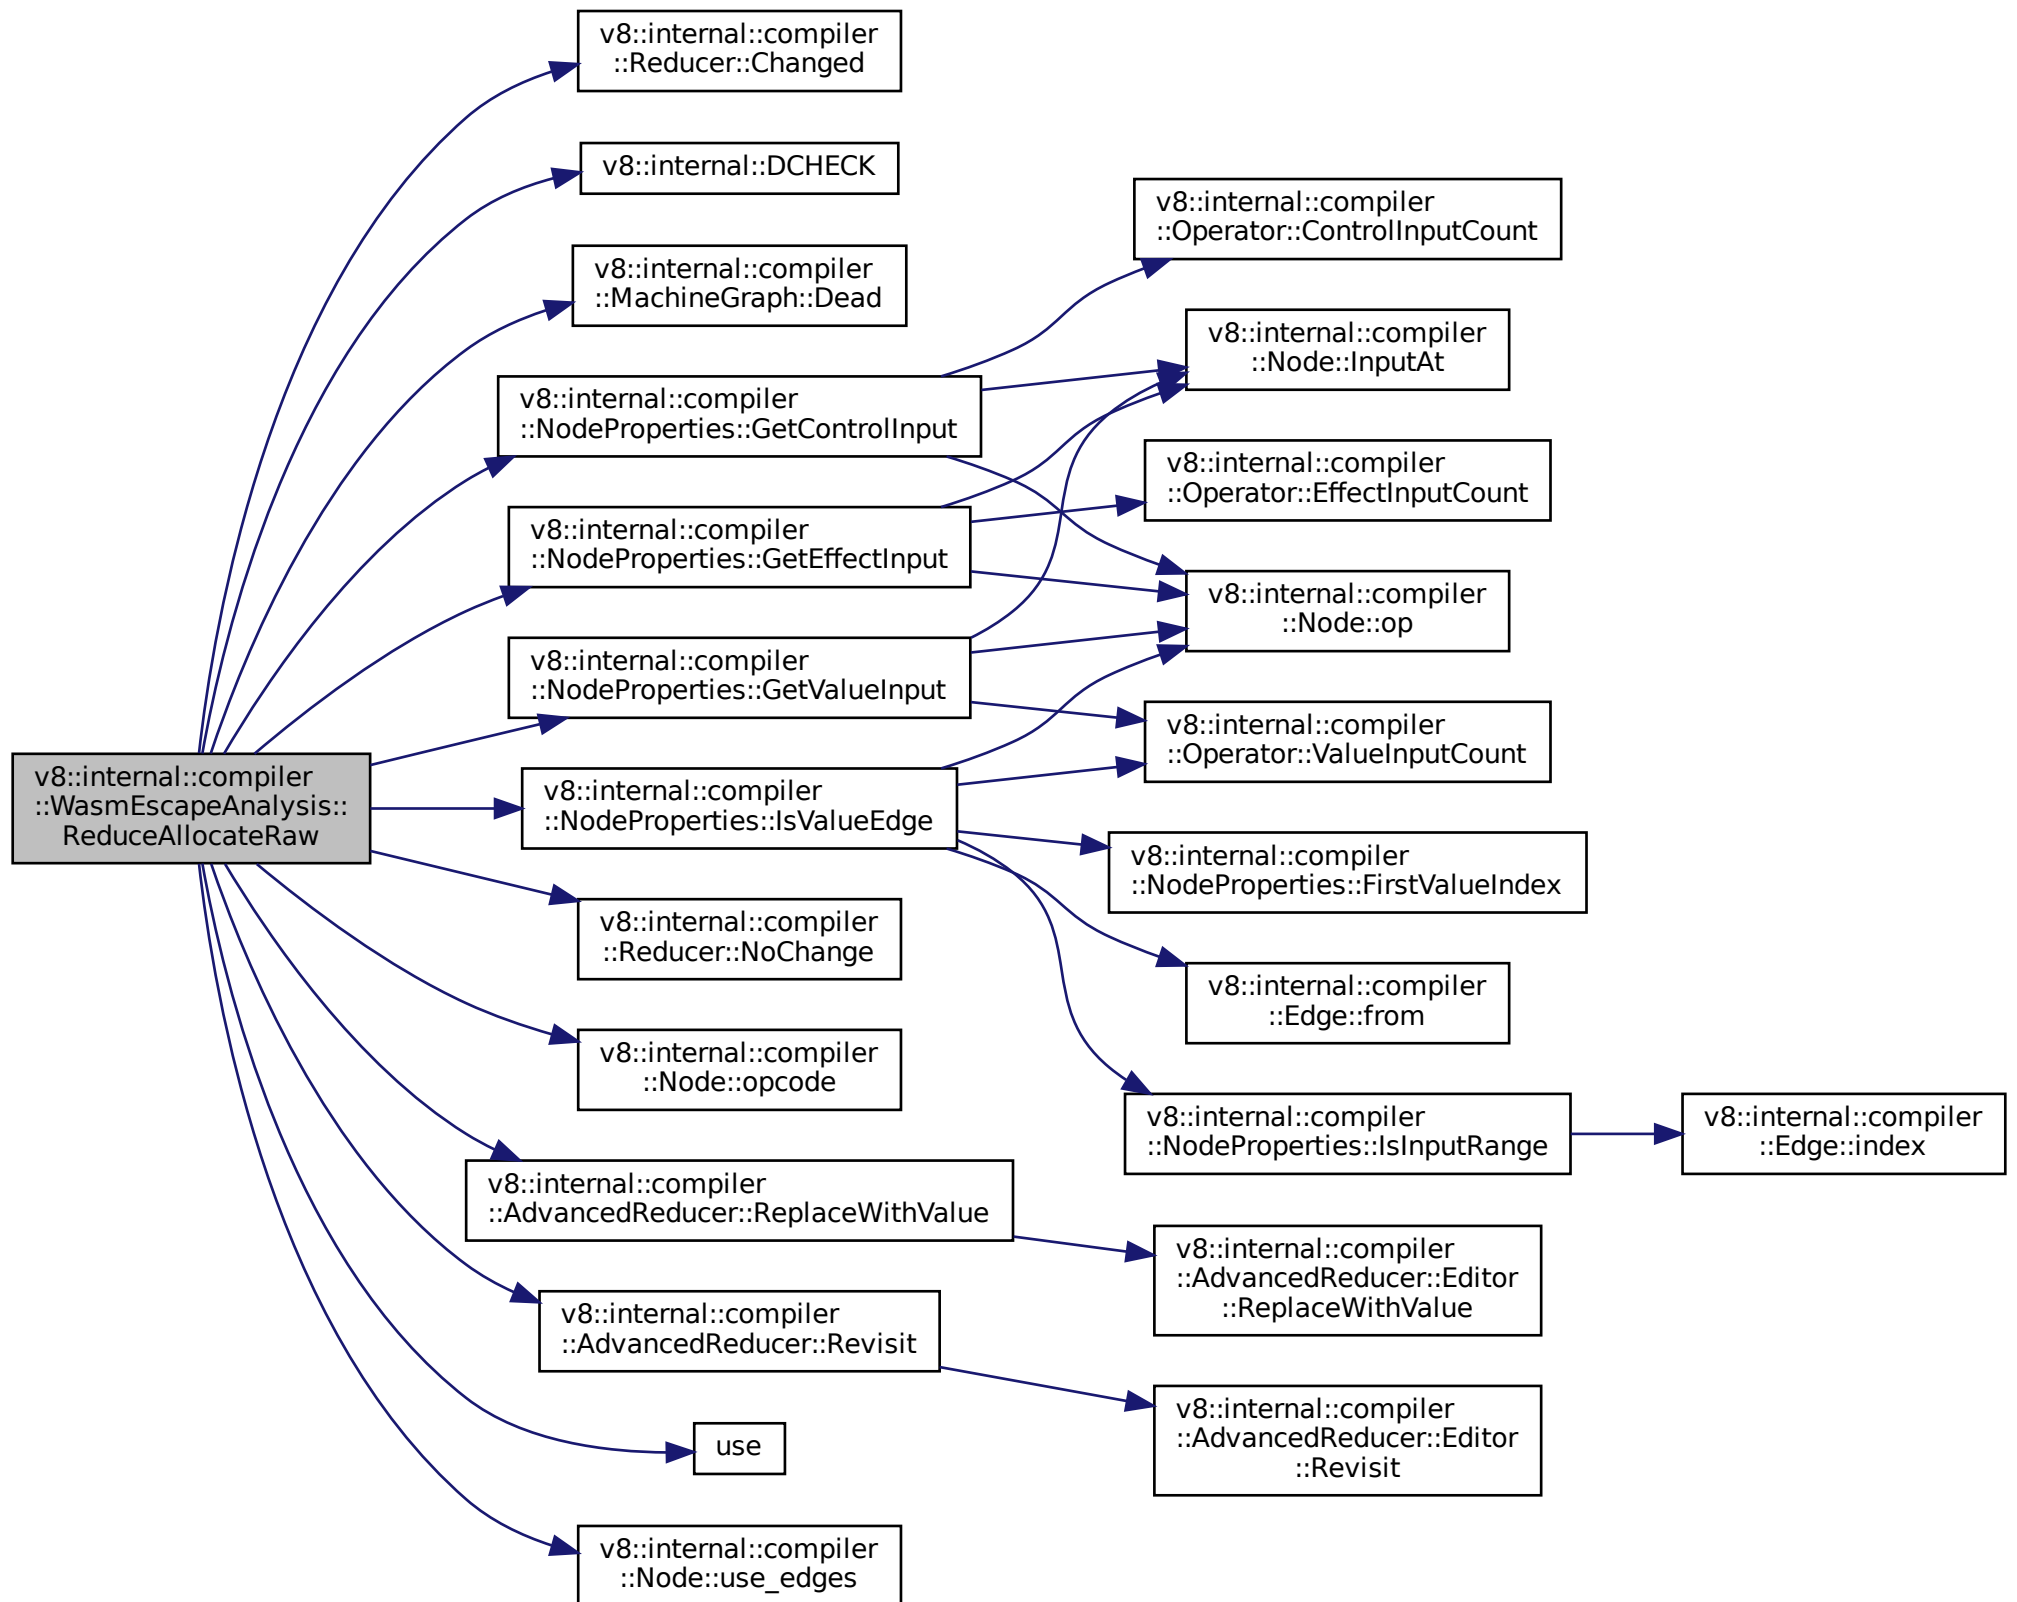 v8::internal::compiler
::Reducer::Changed
v8::internal::DCHECK
v8::internal::compiler
::MachineGraph::Dead
v8::internal::compiler
::NodeProperties::GetControlInput
v8::internal::compiler
::NodeProperties::GetEffectInput
v8::internal::compiler
::NodeProperties::GetValueInput
v8::internal::compiler
::WasmEscapeAnalysis::
ReduceAllocateRaw
v8::internal::compiler
::NodeProperties::IsValueEdge
v8::internal::compiler
::Reducer::NoChange
v8::internal::compiler
::Node::opcode
v8::internal::compiler
::AdvancedReducer::ReplaceWithValue
v8::internal::compiler
::AdvancedReducer::Revisit
use
v8::internal::compiler
::Node::use_edges
v8::internal::compiler
::Operator::ControlInputCount
v8::internal::compiler
::Node::InputAt
v8::internal::compiler
::Operator::EffectInputCount
v8::internal::compiler
::Node::op
v8::internal::compiler
::Operator::ValueInputCount
v8::internal::compiler
::NodeProperties::FirstValueIndex
v8::internal::compiler
::Edge::from
v8::internal::compiler
::NodeProperties::IsInputRange
v8::internal::compiler
::Edge::index
v8::internal::compiler
::AdvancedReducer::Editor
::ReplaceWithValue
v8::internal::compiler
::AdvancedReducer::Editor
::Revisit